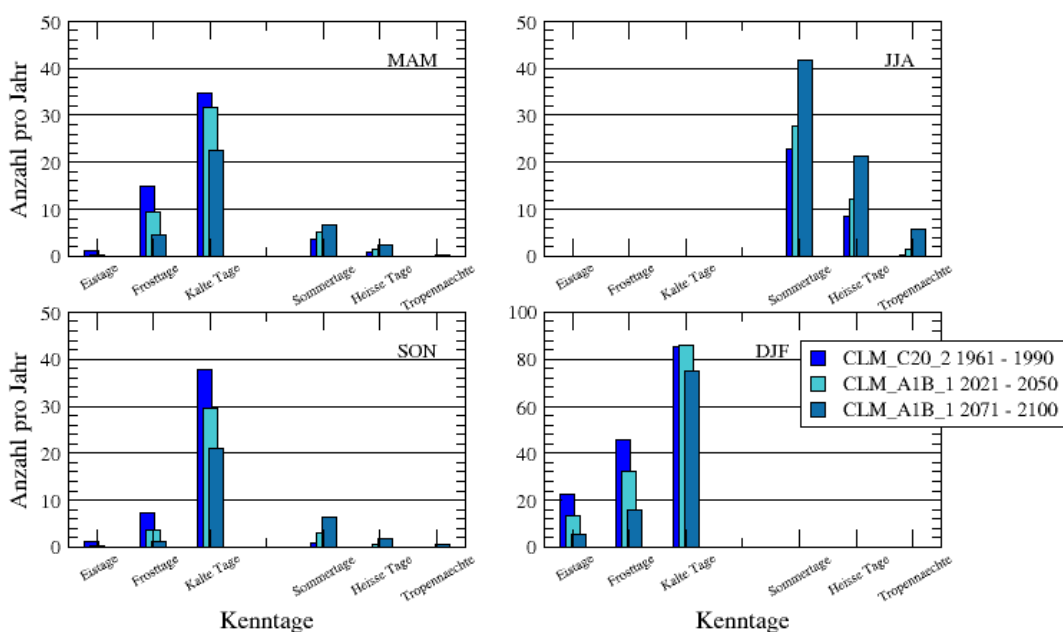 50
40
30
20
10
0
Anzahl pro Jahr
MAM
Eistage
Frosttage
Kalte Tage
Sommertage
Heisse Tage
Tropennaechte
50
40
30
20
10
0
JJA
Eistage
Frosttage
Kalte Tage
Sommertage
Heisse Tage
Tropennaechte
50
40
30
20
10
0
Anzahl pro Jahr
SON
Eistage
Frosttage
Kalte Tage
Sommertage
Heisse Tage
Tropennaechte
Kenntage
100
80
60
40
20
0
DJF
CLM_C20_2 1961 - 1990
CLM_A1B_1 2021 - 2050
CLM_A1B_1 2071 - 2100
Eistage
Frosttage
Kalte Tage
Sommertage
Heisse Tage
Tropennaechte
Kenntage